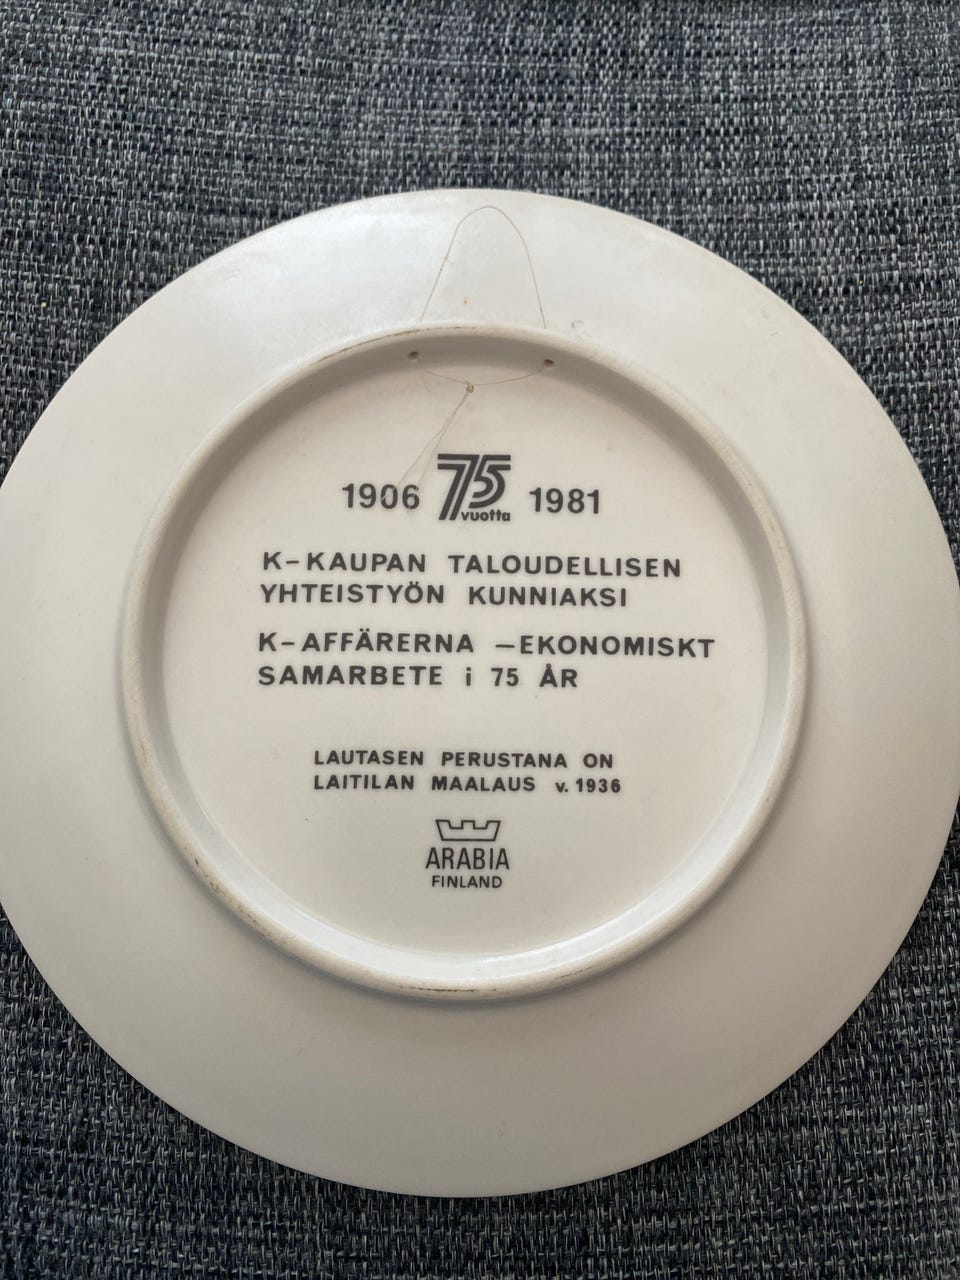 1906 75 vuotta 1981
K-KAUPAN TALOUDELLISEN
YHTEISTYÖN KUNNIAKSI
K-AFFÄRERNA -EKONOMISKT
SAMARBETE i 75 ÅR
LAUTASEN PERUSTANA ON
LAITILAN MAALAUS v. 1936
ARABIA
FINLAND